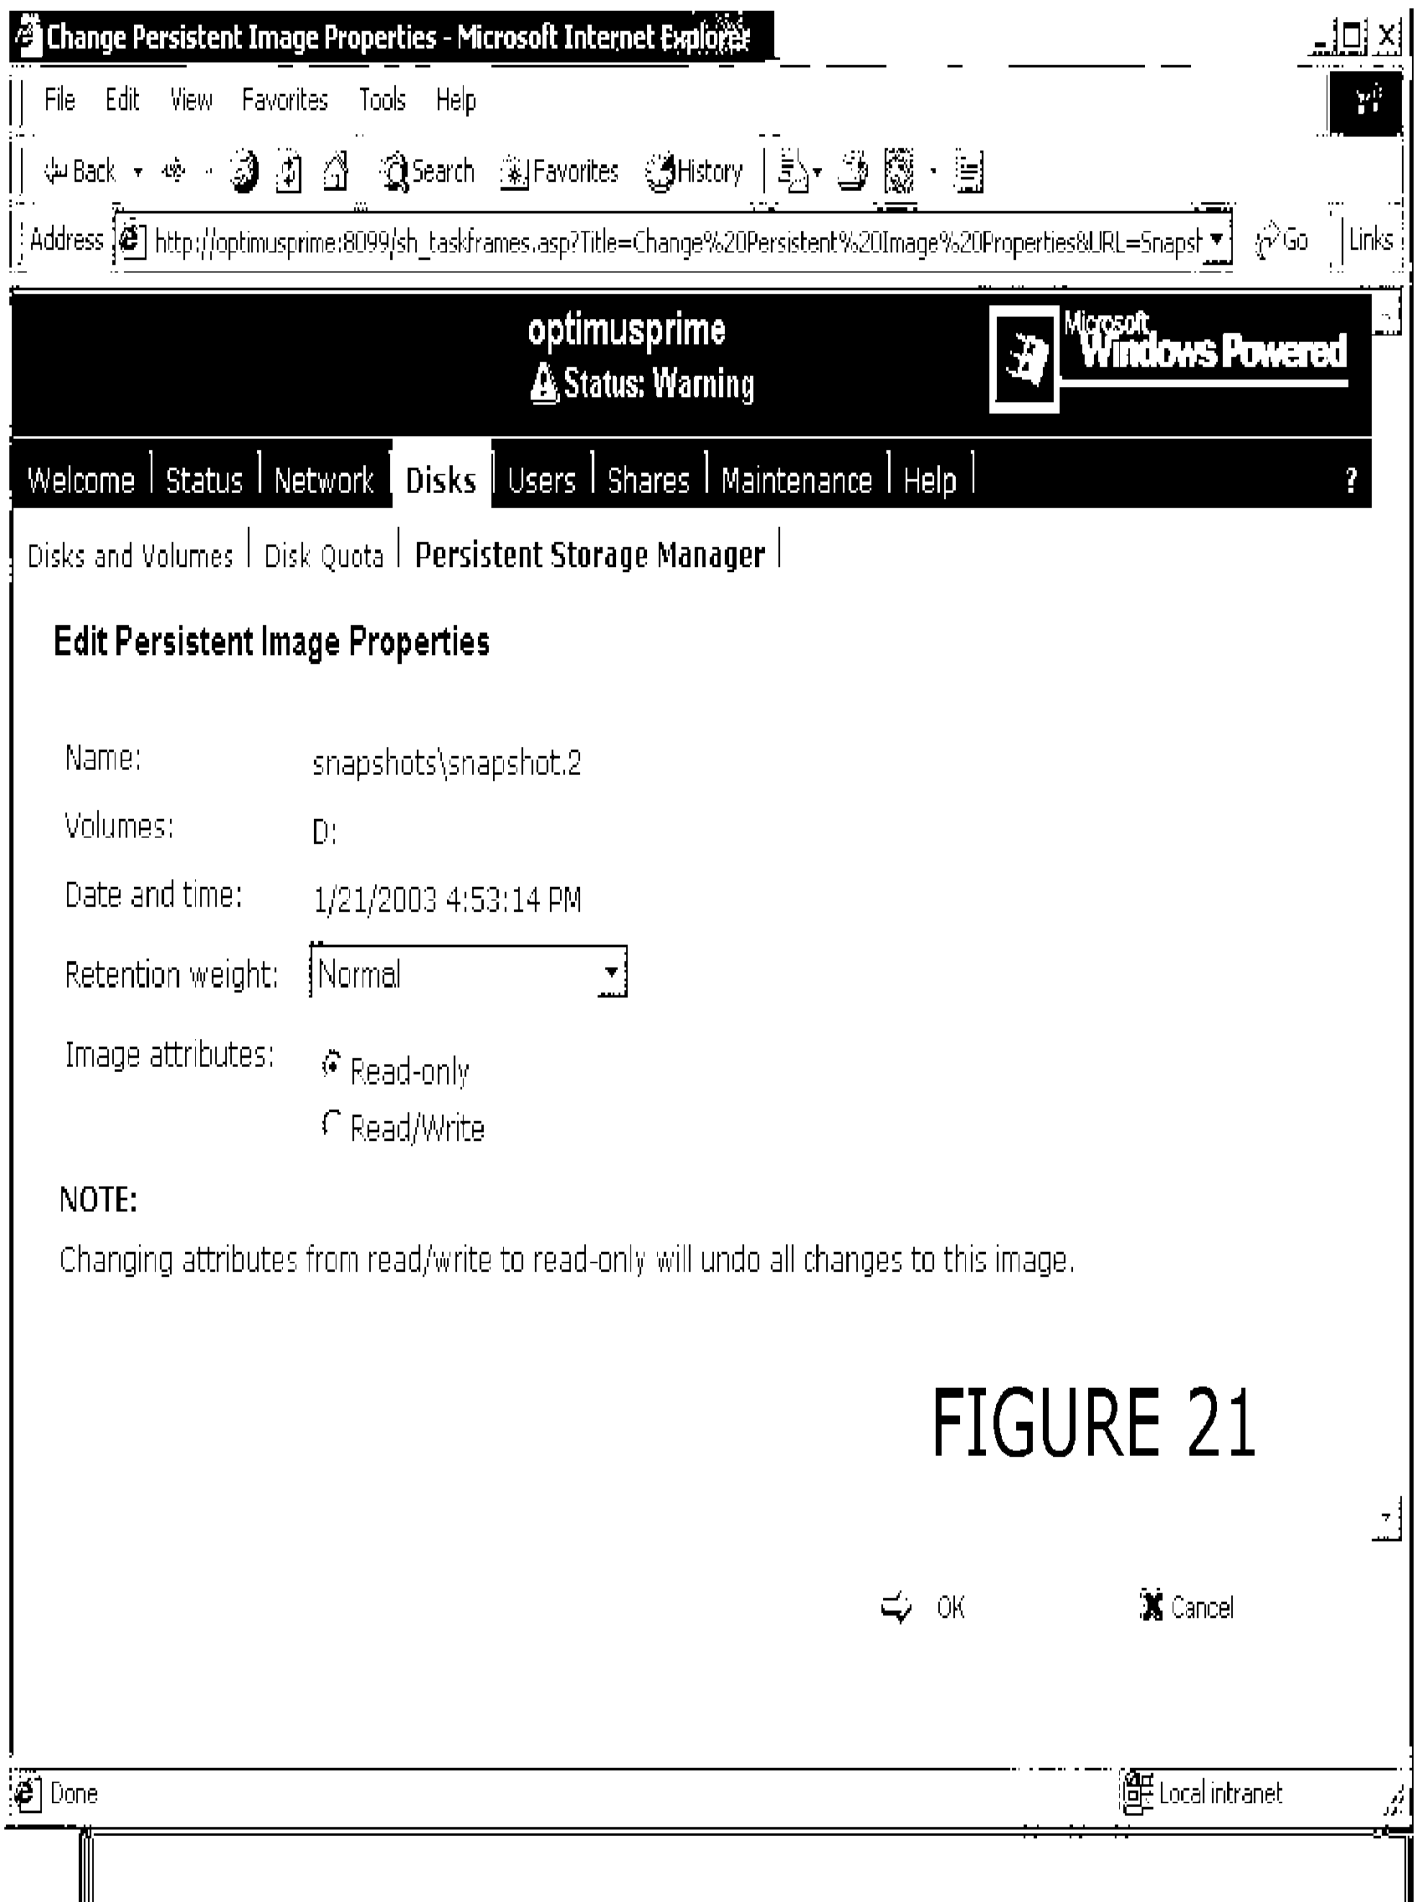 Change Persistent Image Properties - Microsoft Internet Explorer
File Edit View Favorites Tools Help
Back Search Favorites History
Address http://optimusprime:8099/sh_taskframes.asp?Title=Change%20Persistent%20Image%20Properties&URL=Snapsh Go Links
optimusprime
Status: Warning
Microsoft
Windows Powered
Welcome Status Network Disks Users Shares Maintenance Help ?
Disks and Volumes Disk Quota Persistent Storage Manager
Edit Persistent Image Properties
Name: snapshots\snapshot.2
Volumes: D:
Date and time: 1/21/2003 4:53:14 PM
Retention weight: Normal
Image attributes: Read-only
Read/Write
NOTE:
Changing attributes from read/write to read-only will undo all changes to this image.
FIGURE 21
OK Cancel
Done Local intranet